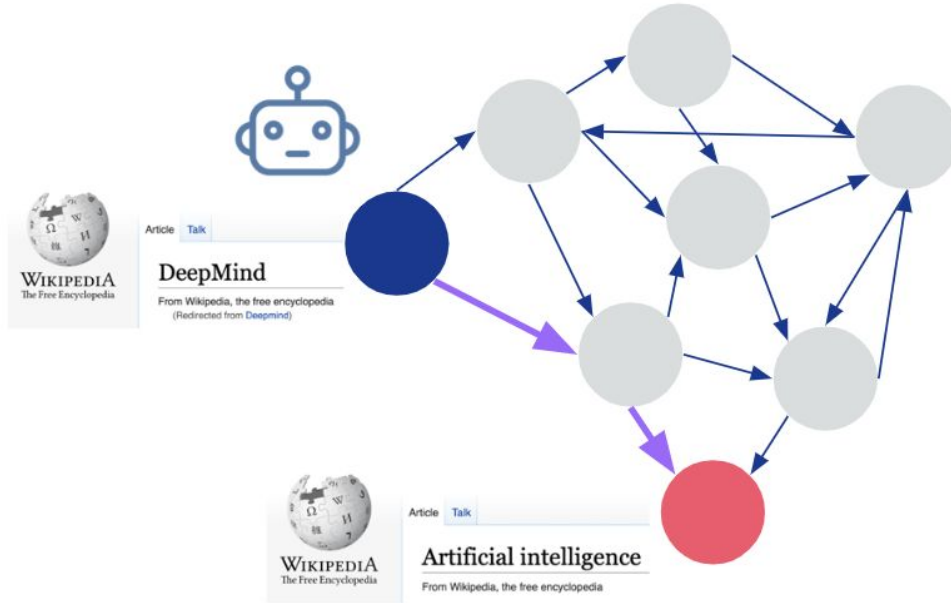 Article Talk
WIKIPEDIA
The Free Encyclopedia
DeepMind
From Wikipedia, the free encyclopedia
(Redirected from Deepmind)
Article Talk
WIKIPEDIA
The Free Encyclopedia
Artificial intelligence
From Wikipedia, the free encyclopedia